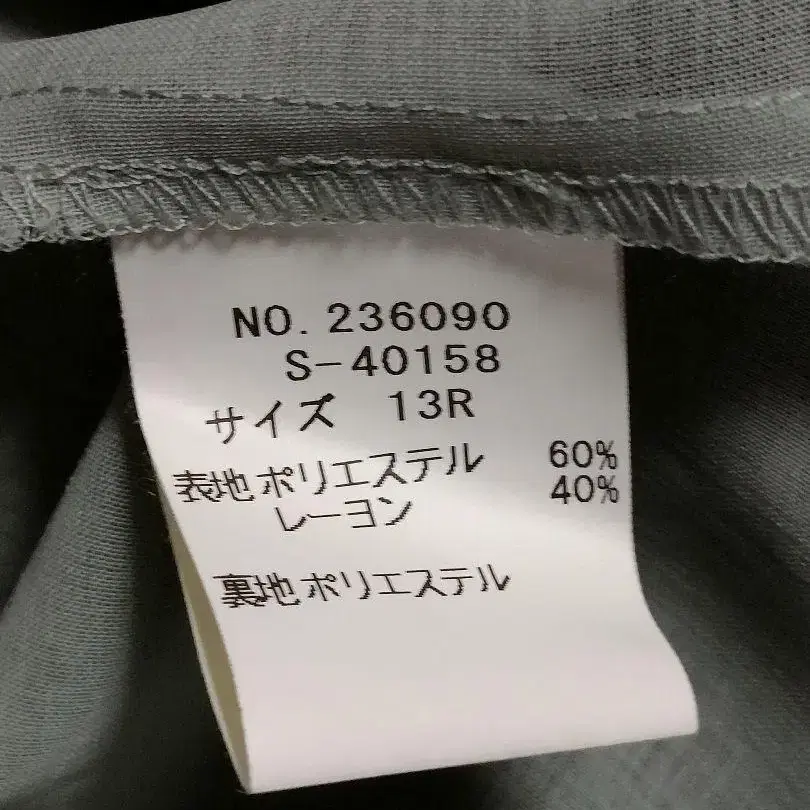 NO. 236090
S-40158
サイズ 13R
表地 ポリエステル 60%
レーヨン 40%
裏地 ポリエステル